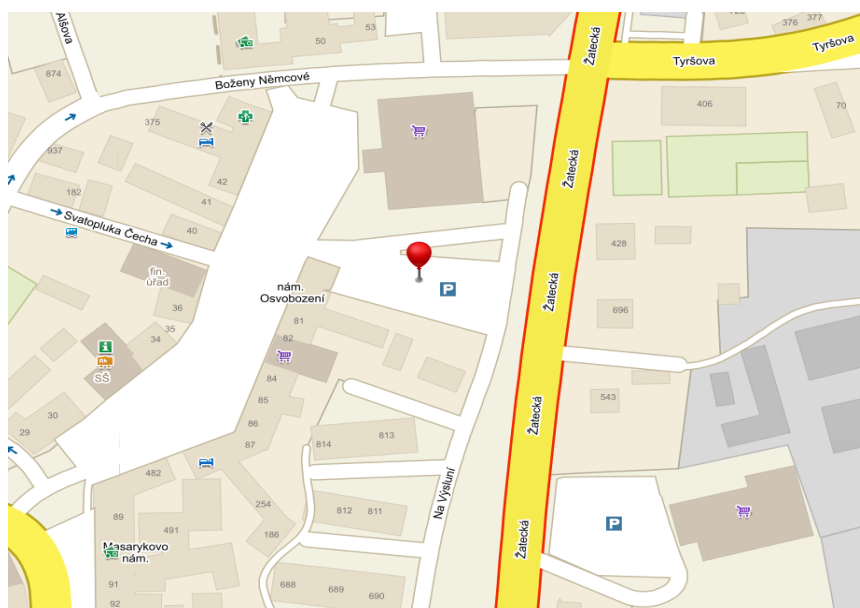 Alšova
50
53
728
376
377
Tyršova
Žatecká
Tyršova
874
Boženy Němcové
406
70
375
937
42
Žatecká
182
41
Svatopluka Čecha
40
428
fin.
úřad
nám.
Osvobození
Žatecká
36
81
696
35
82
34
SŠ
84
543
85
30
86
Žatecká
29
87
814
813
482
254
Na Výsluní
89
812
811
491
186
Žatecká
Masarykovo
nám.
91
688
689
690
92